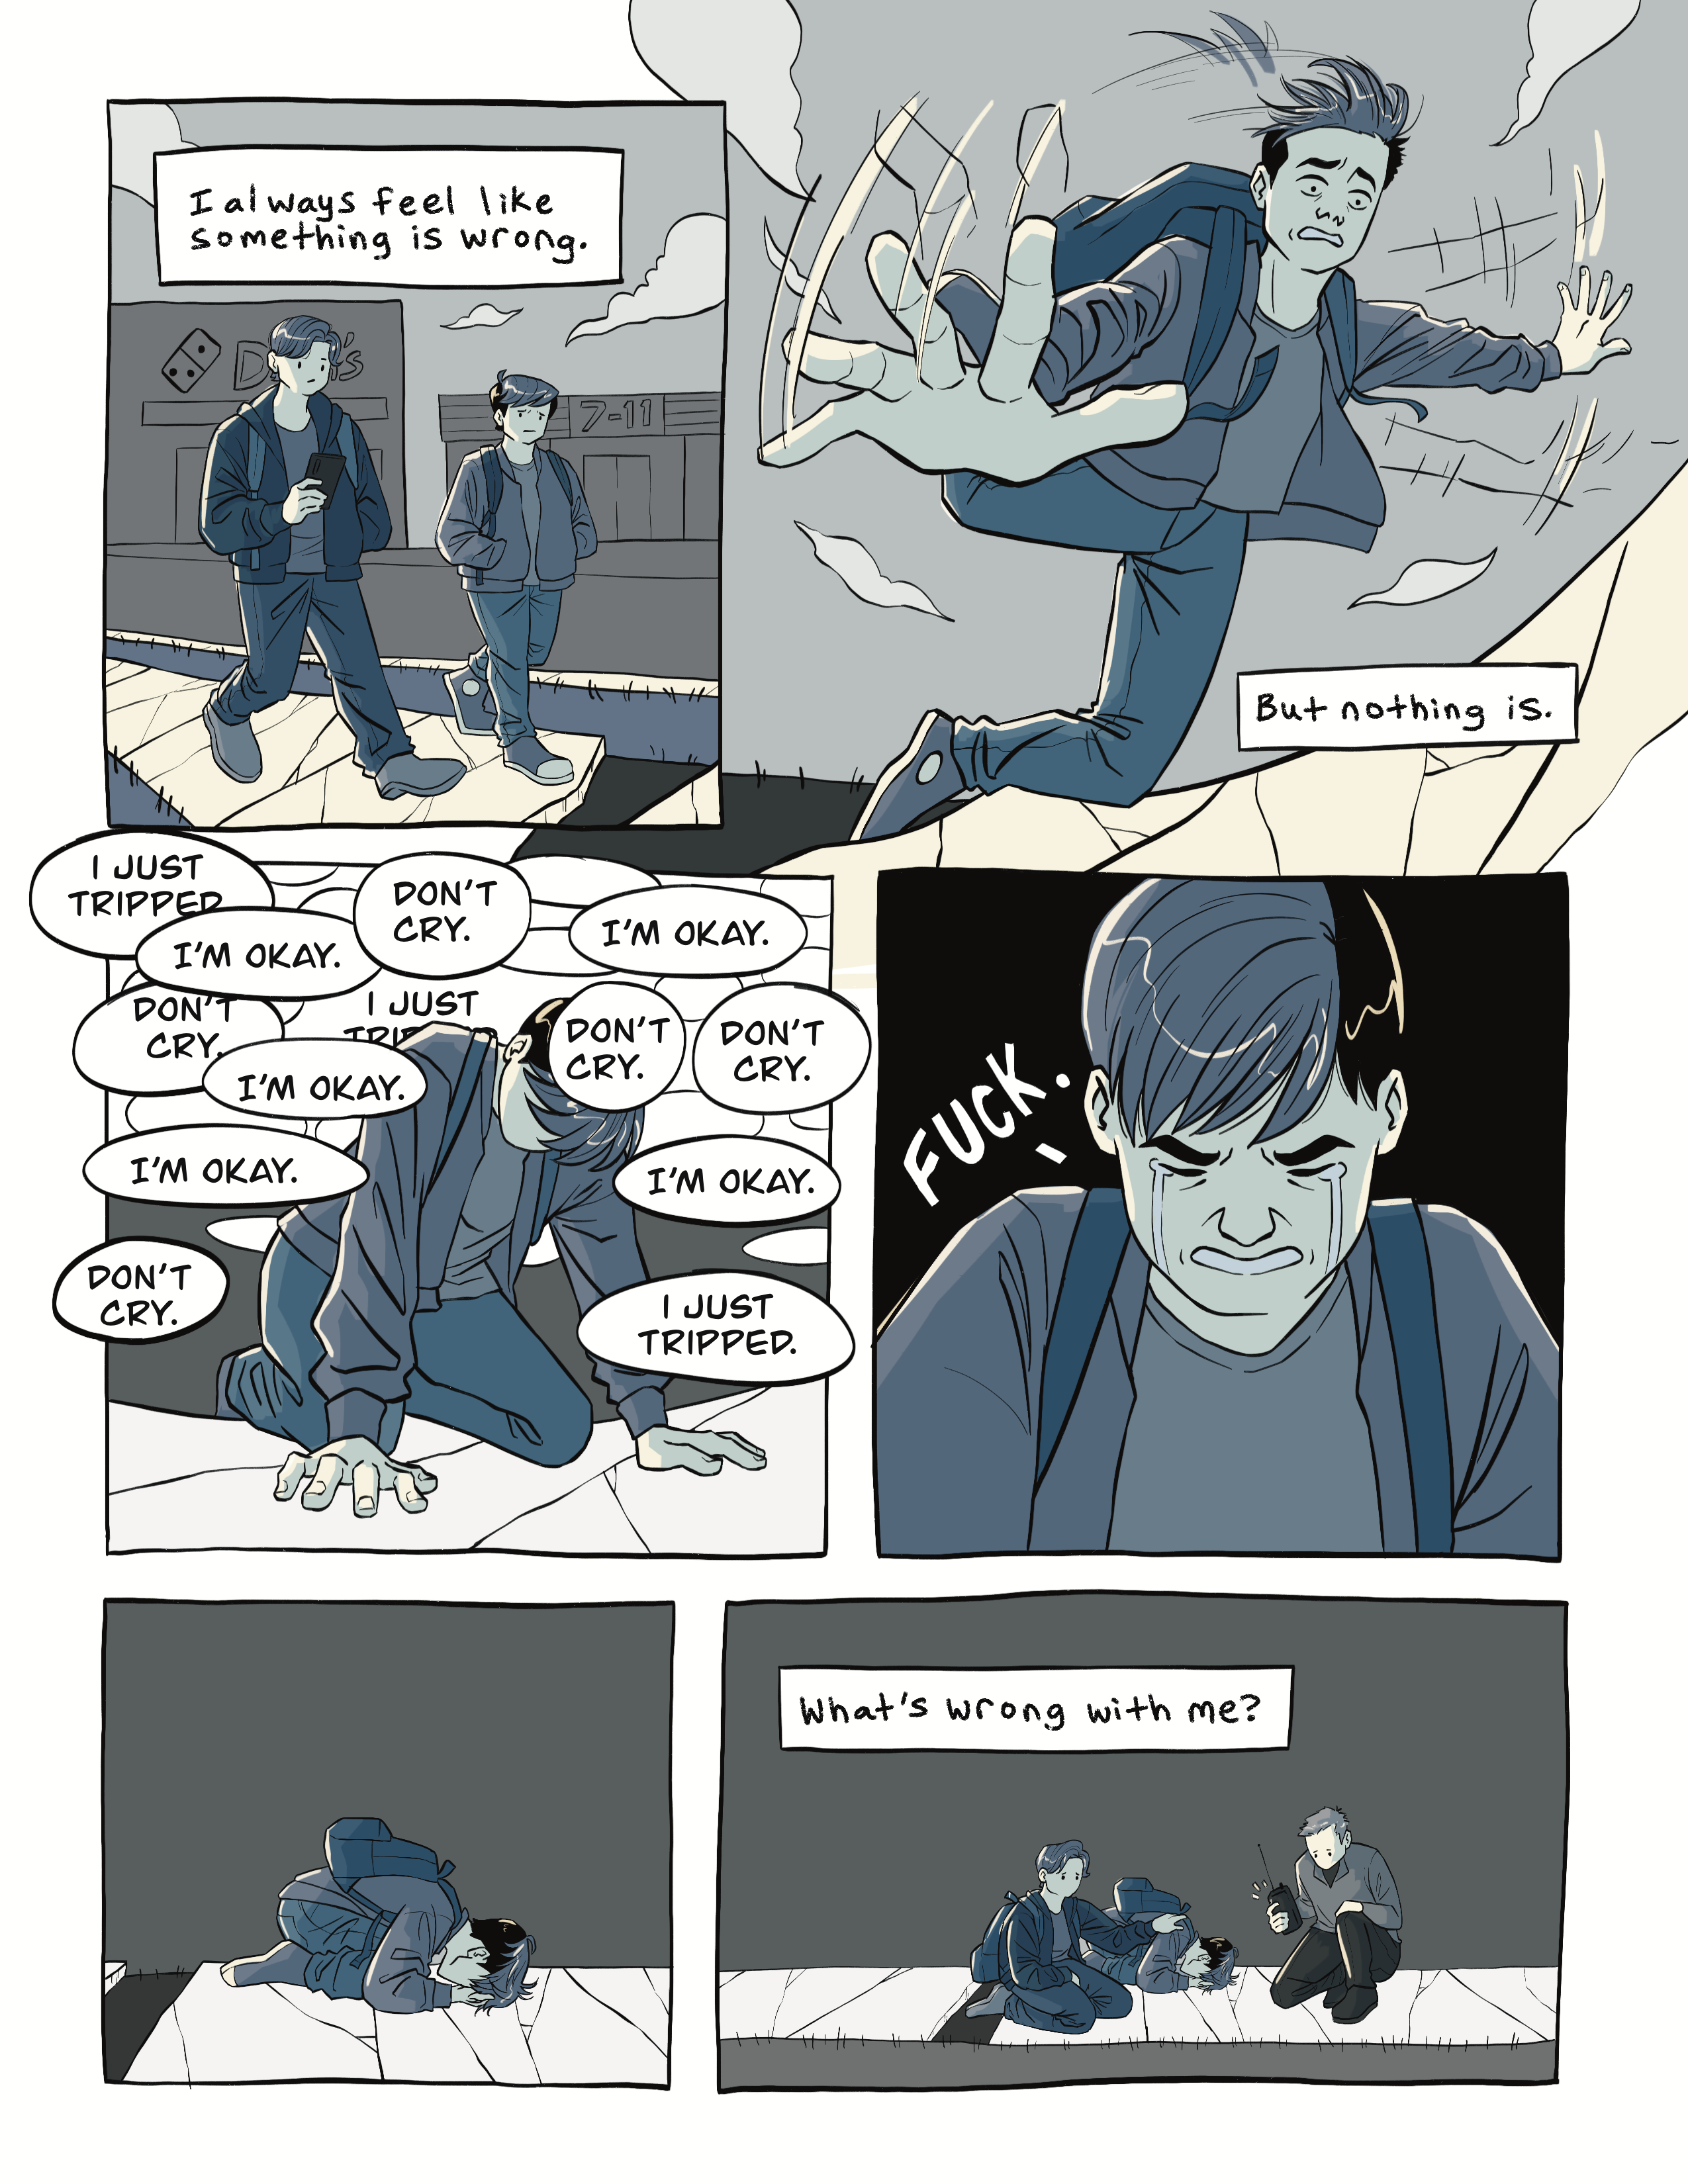 I always feel like
something is wrong.
D
's
7-11
But nothing is.
I JUST
TRIPPED
I'M OKAY.
DON'T
CRY.
I'M OKAY.
DON'T
CRY.
I JUST
I'M OKAY.
DON'T
CRY.
DON'T
CRY.
I'M OKAY.
I'M OKAY.
DON'T
CRY.
I JUST
TRIPPED.
FUCK.
What's wrong with me?